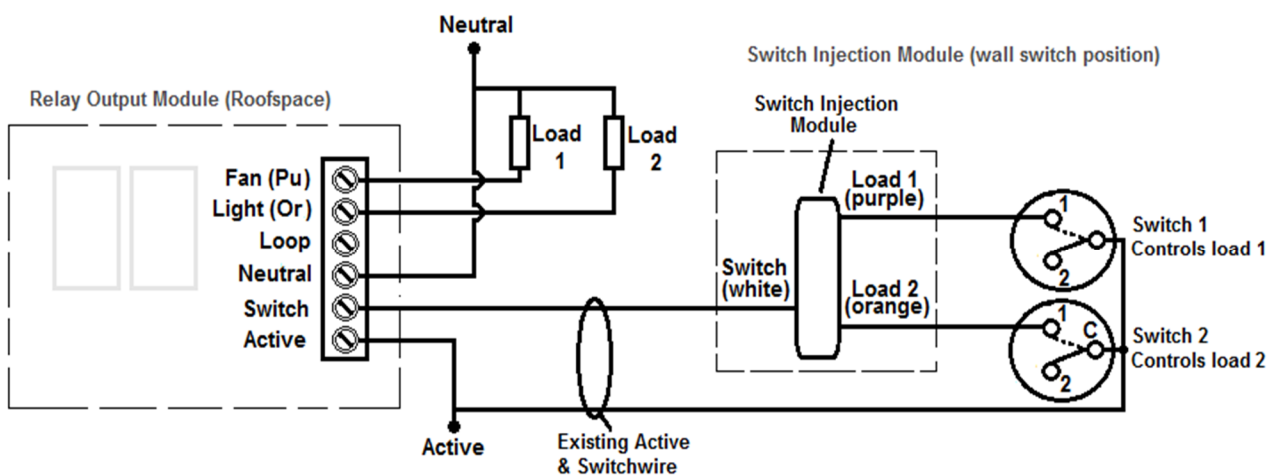 Neutral
Switch Injection Module (wall switch position)
Relay Output Module (Roofspace)
Switch Injection
Module
Load
1
Load
2
Fan (Pu)
Light (Or)
Loop
Neutral
Switch
Active
Load 1
(purple)
Switch
(white)
Load 2
(orange)
1
2
Switch 1
Controls load 1
1
C
2
Switch 2
Controls load 2
Active
Existing Active
& Switchwire